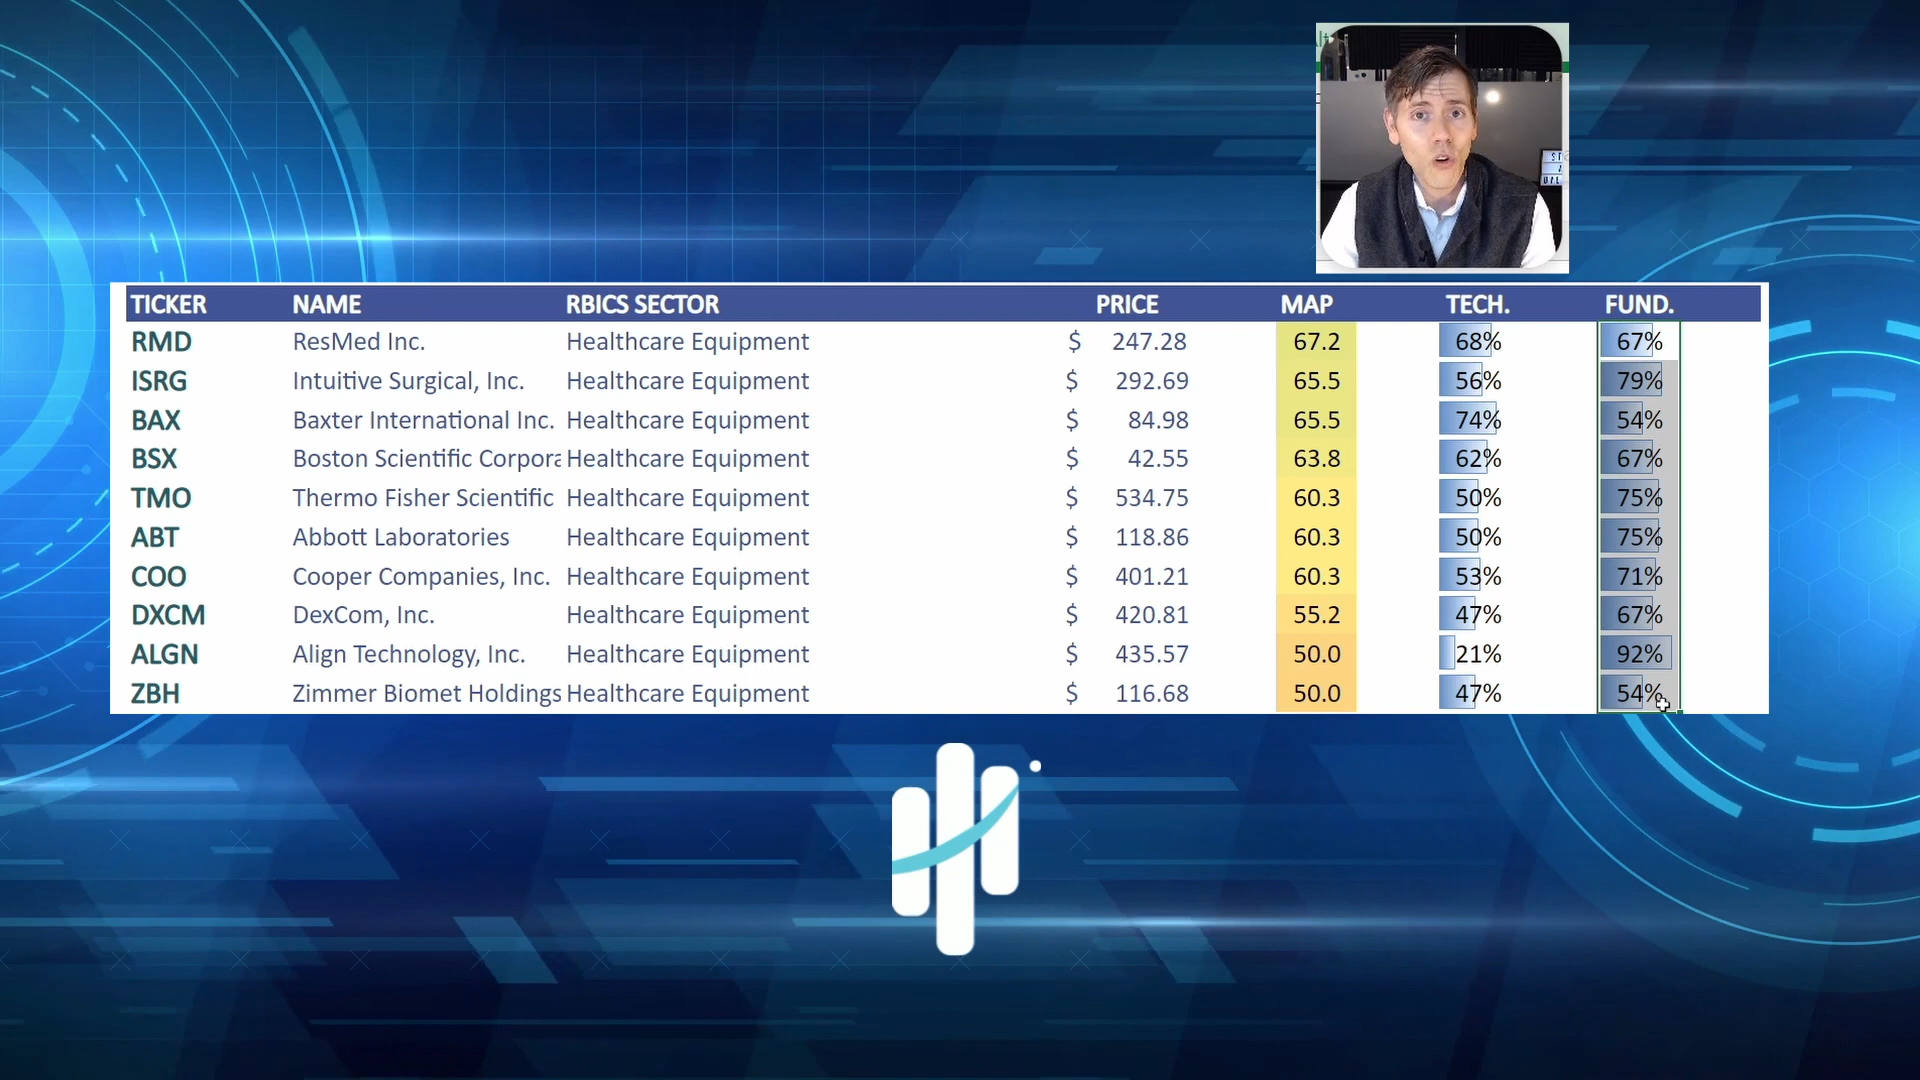 TICKER NAME RBICS SECTOR PRICE MAP TECH. FUND.
RMD ResMed Inc. Healthcare Equipment $ 247.28 67.2 68% 67%
ISRG Intuitive Surgical, Inc. Healthcare Equipment $ 292.69 65.5 56% 79%
BAX Baxter International Inc. Healthcare Equipment $ 84.98 65.5 74% 54%
BSX Boston Scientific Corpora Healthcare Equipment $ 42.55 63.8 62% 67%
TMO Thermo Fisher Scientific Healthcare Equipment $ 534.75 60.3 50% 75%
ABT Abbott Laboratories Healthcare Equipment $ 118.86 60.3 50% 75%
COO Cooper Companies, Inc. Healthcare Equipment $ 401.21 60.3 53% 71%
DXCM DexCom, Inc. Healthcare Equipment $ 420.81 55.2 47% 67%
ALGN Align Technology, Inc. Healthcare Equipment $ 435.57 50.0 21% 92%
ZBH Zimmer Biomet Holdings Healthcare Equipment $ 116.68 50.0 47% 54%